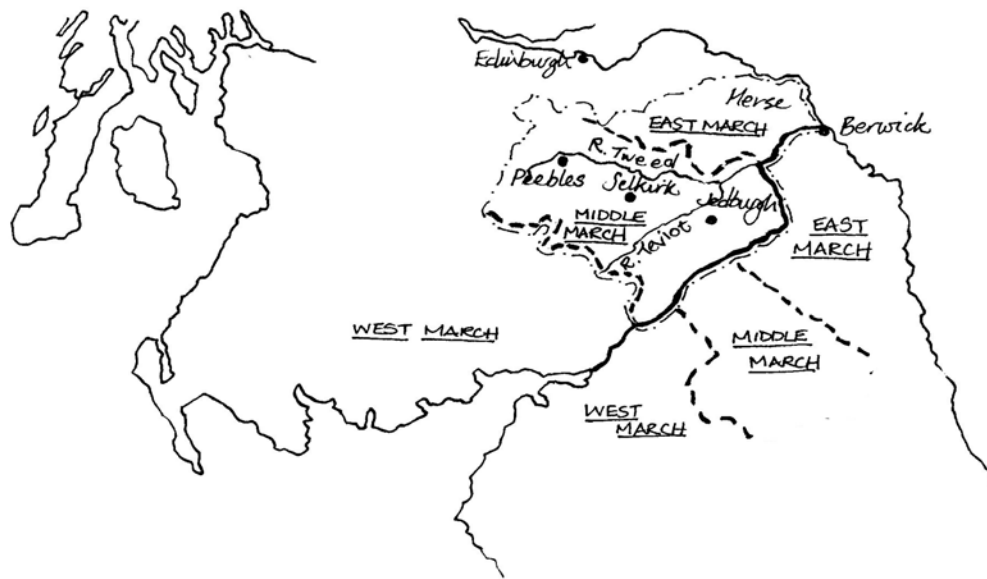 Edinburgh
Merse
EAST MARCH
Berwick
R. Tweed
Peebles
Selkirk
Jedburgh
MIDDLE
MARCH
R. Teviot
EAST
MARCH
WEST MARCH
MIDDLE
MARCH
WEST
MARCH